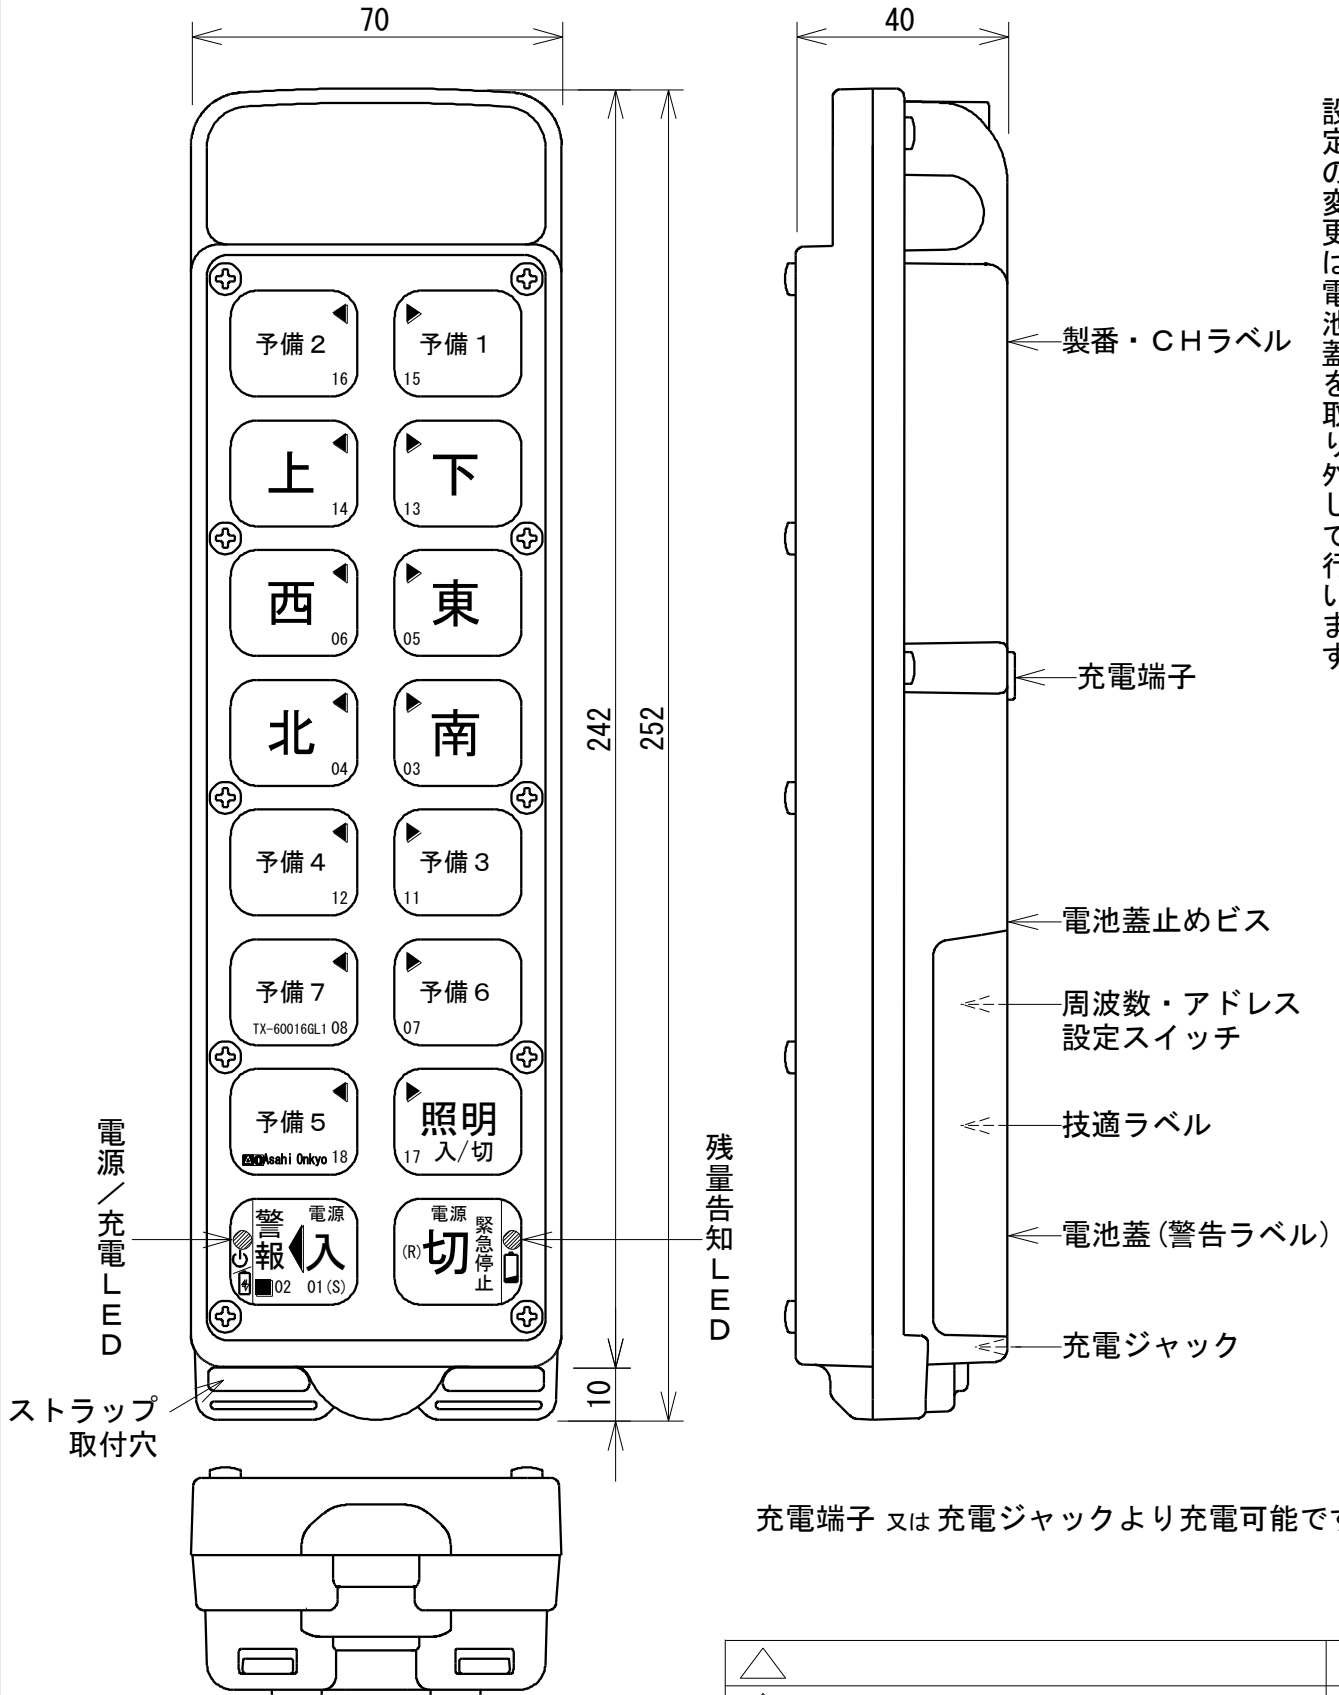 70
40
予備2
16
予備1
15
上
14
下
13
西
06
東
05
北
04
南
03
予備4
12
予備3
11
予備7
TX-60016GL1 08
予備6
07
予備5
Asahi Onkyo 18
照明
入/切
17
警報
電源
入
02 01(S)
電源
(R)切
緊急停止
242
252
10
電源/充電LED
残量告知LED
ストラップ
取付穴
製番・CHラベル
充電端子
電池蓋止めビス
周波数・アドレス
設定スイッチ
技適ラベル
電池蓋(警告ラベル)
充電ジャック
設定の変更は電池蓋を取り外して行います
充電端子 又は 充電ジャックより充電可能です